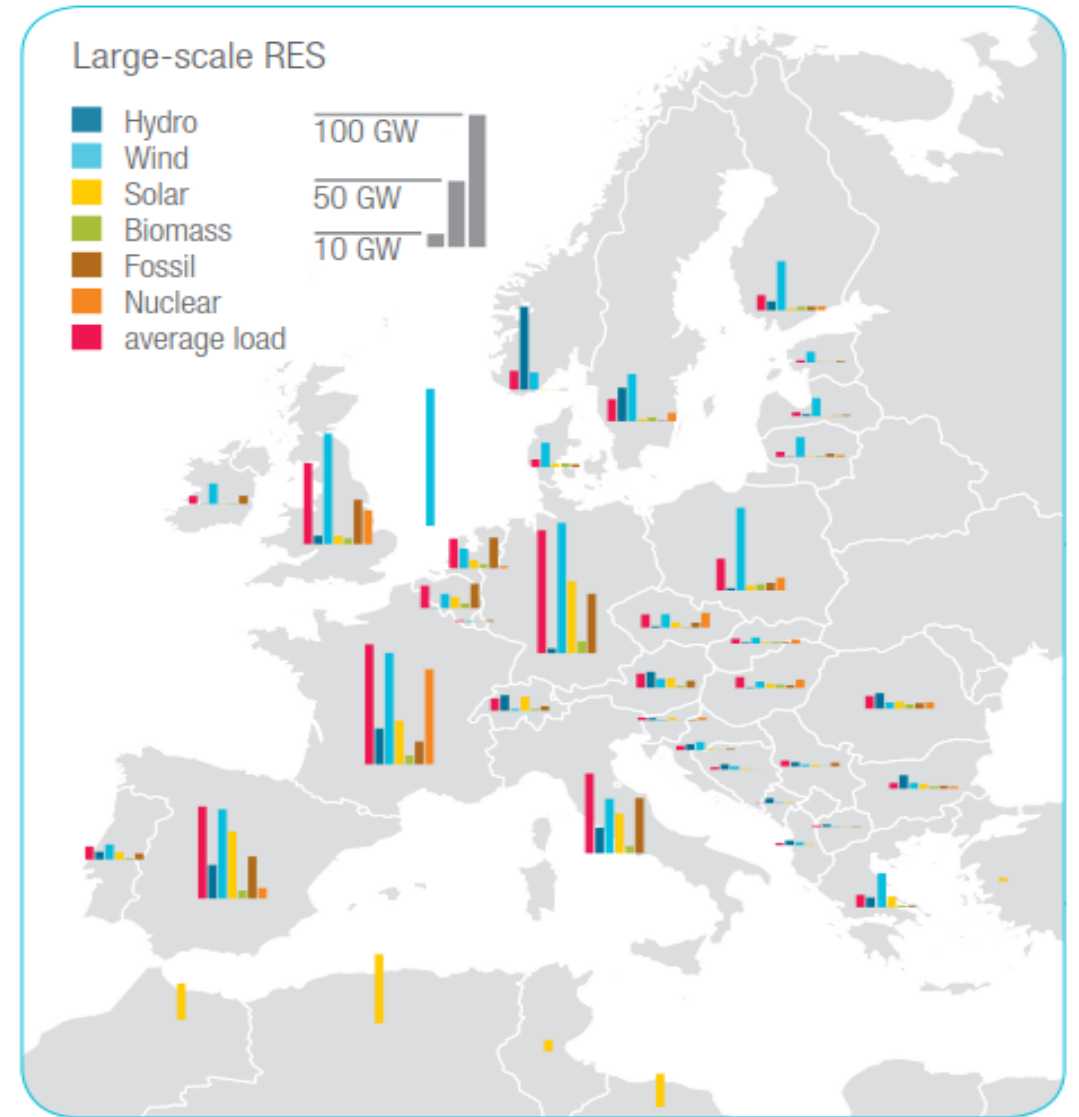 Large-scale RES
Hydro
Wind
Solar
Biomass
Fossil
Nuclear
average load
100 GW
50 GW
10 GW